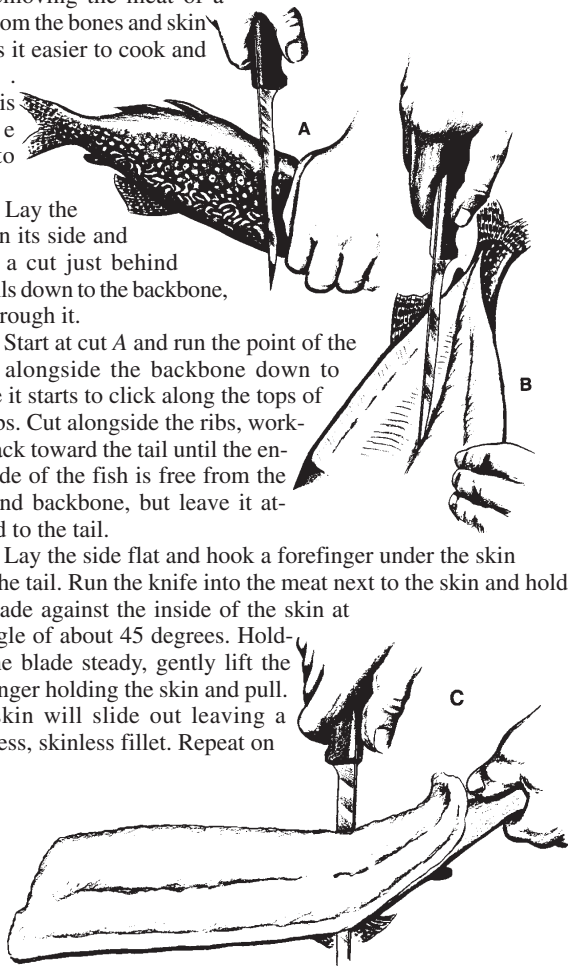 emoving the meat of a
om the bones and skin
s it easier to cook and
.
is
e
to
A
Lay the
n its side and
a cut just behind
lls down to the backbone,
rough it.
Start at cut A and run the point of the
alongside the backbone down to
e it starts to click along the tops of
bs. Cut alongside the ribs, work-
ack toward the tail until the en-
de of the fish is free from the
nd backbone, but leave it at-
d to the tail.
B
Lay the side flat and hook a forefinger under the skin
he tail. Run the knife into the meat next to the skin and hold
ade against the inside of the skin at
gle of about 45 degrees. Hold-
e blade steady, gently lift the
nger holding the skin and pull.
skin will slide out leaving a
ess, skinless fillet. Repeat on
C